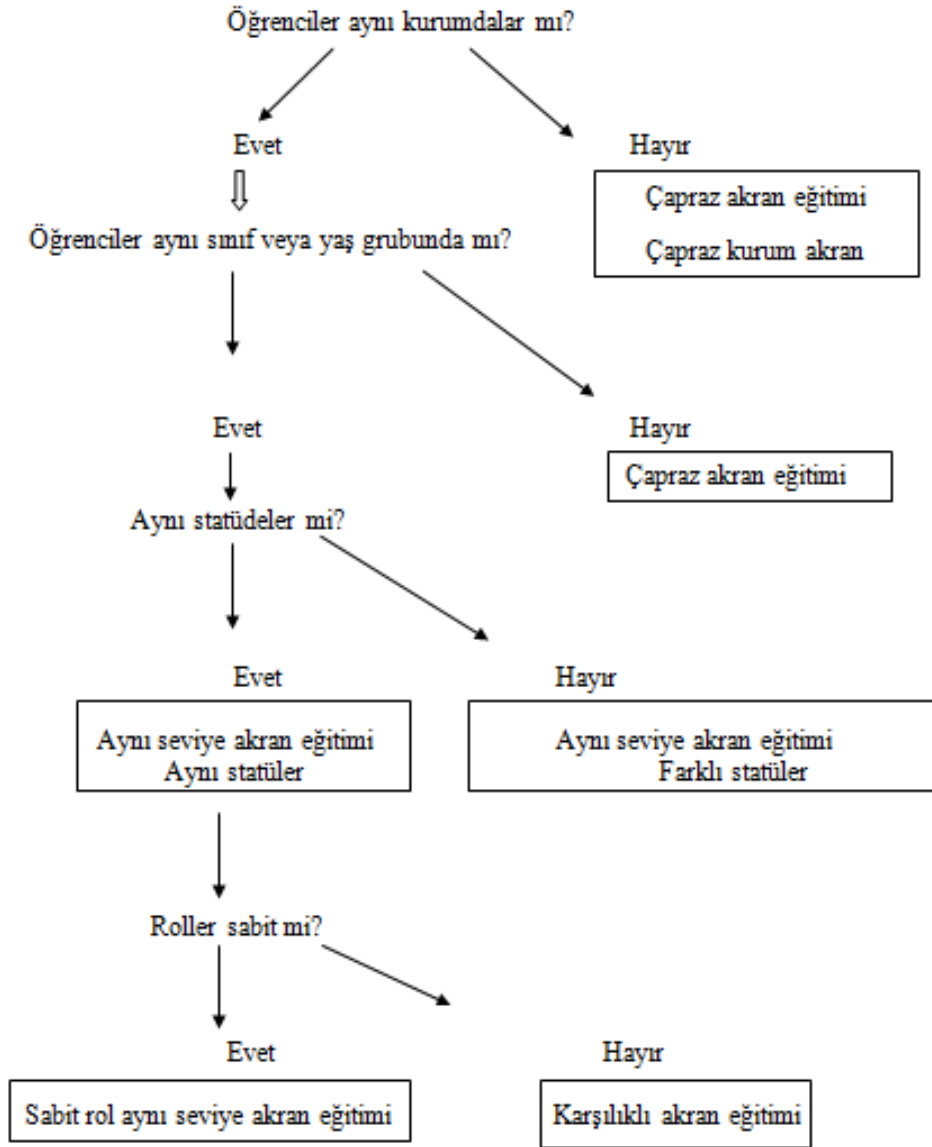 Öğrenciler aynı kurumdalar mı?
Evet
Hayır
Çapraz akran eğitimi
Çapraz kurum akran
Öğrenciler aynı sınıf veya yaş grubunda mı?
Evet
Hayır
Çapraz akran eğitimi
Aynı statüdeler mi?
Evet
Hayır
Aynı seviye akran eğitimi
Aynı statüler
Aynı seviye akran eğitimi
Farklı statüler
Roller sabit mi?
Evet
Hayır
Sabit rol aynı seviye akran eğitimi
Karşılıklı akran eğitimi